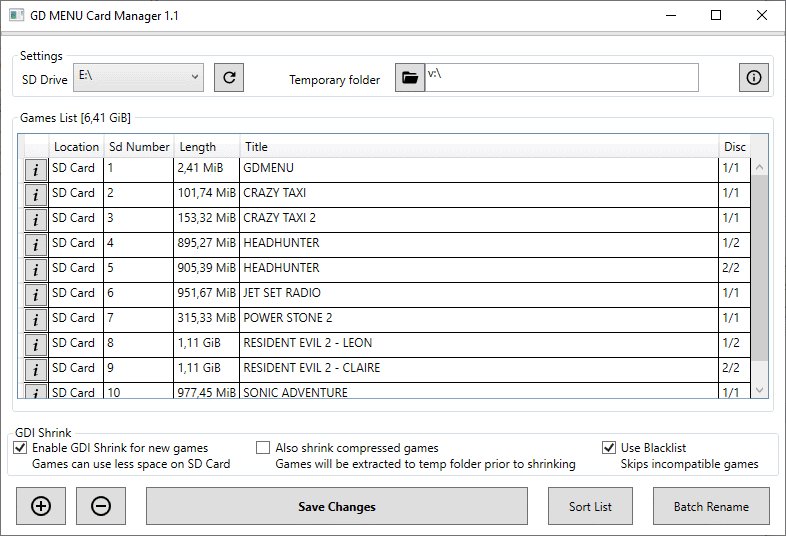 GD MENU Card Manager 1.1
Settings
SD Drive E:\ Temporary folder v:\
Games List [6,41 GiB]
Location Sd Number Length Title Disc
i SD Card 1 2,41 MiB GDMENU 1/1
i SD Card 2 101,74 MiB CRAZY TAXI 1/1
i SD Card 3 153,32 MiB CRAZY TAXI 2 1/1
i SD Card 4 895,27 MiB HEADHUNTER 1/2
i SD Card 5 905,39 MiB HEADHUNTER 2/2
i SD Card 6 951,67 MiB JET SET RADIO 1/1
i SD Card 7 315,33 MiB POWER STONE 2 1/1
i SD Card 8 1,11 GiB RESIDENT EVIL 2 - LEON 1/2
i SD Card 9 1,11 GiB RESIDENT EVIL 2 - CLAIRE 2/2
i SD Card 10 977,45 MiB SONIC ADVENTURE 1/1
GDI Shrink
Enable GDI Shrink for new games Also shrink compressed games Use Blacklist
Games can use less space on SD Card Games will be extracted to temp folder prior to shrinking Skips incompatible games
Save Changes Sort List Batch Rename